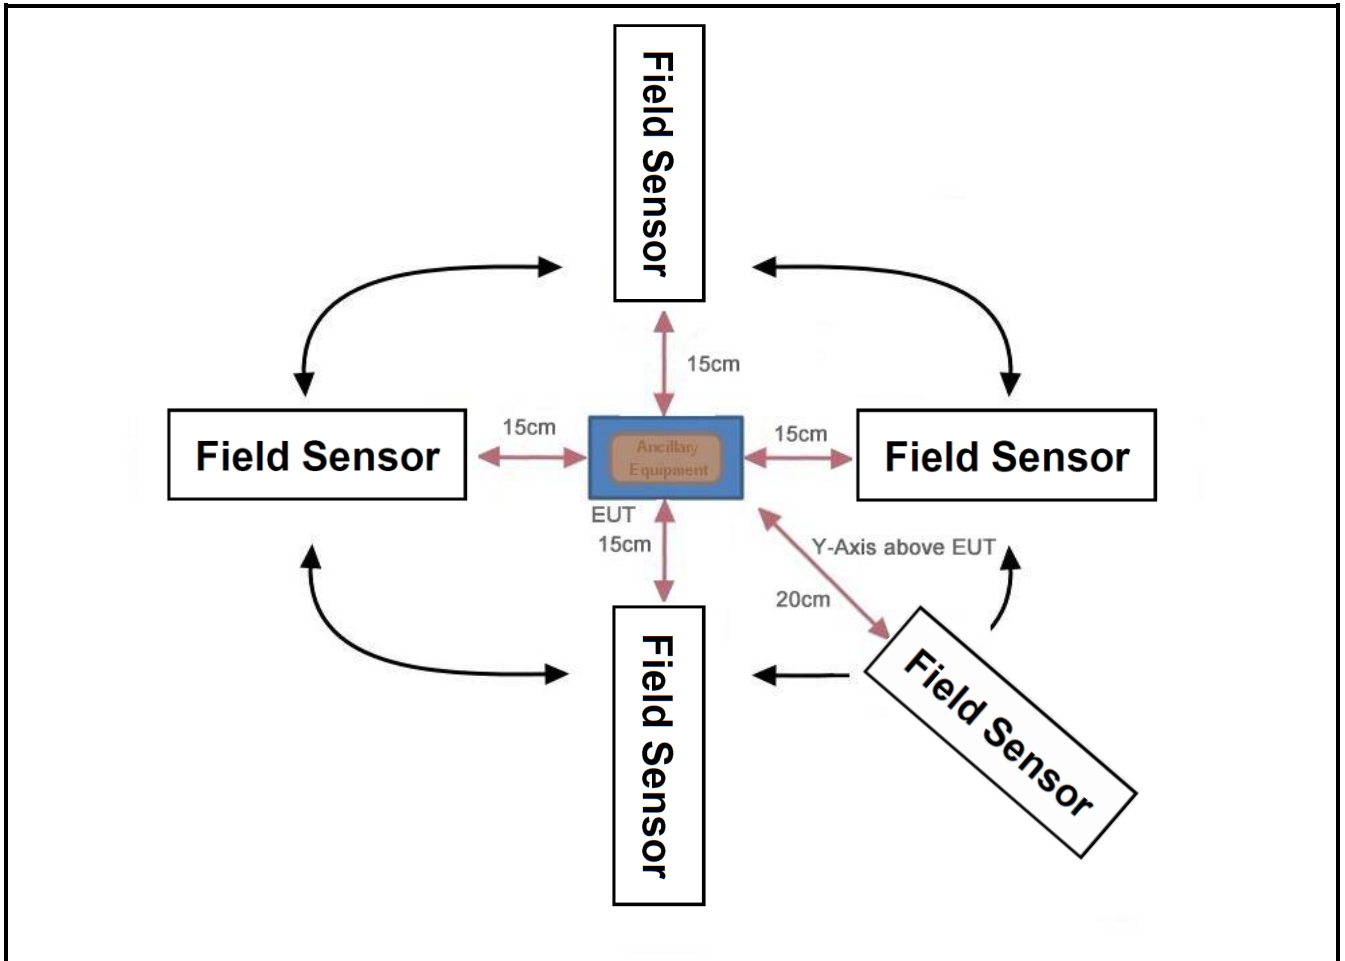 Field Sensor
15cm
15cm
15cm
Field Sensor
Ancillary
Equipment
Field Sensor
EUT
15cm
Y-Axis above EUT
20cm
Field Sensor
Field Sensor